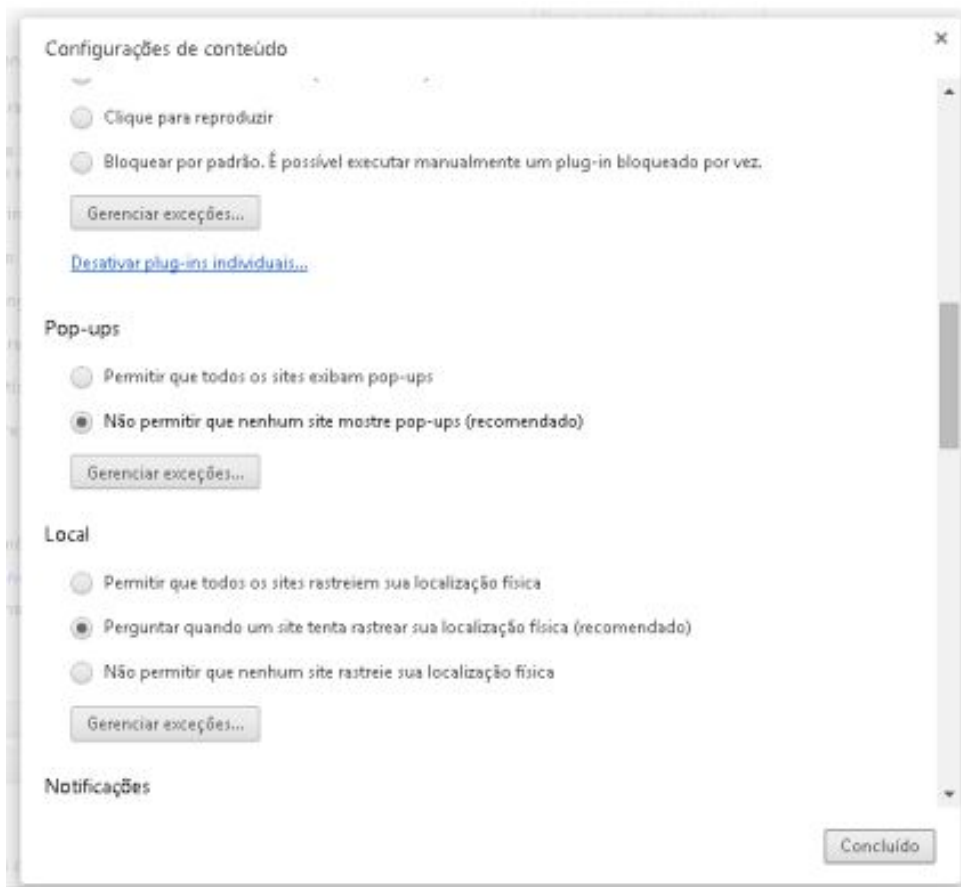 Configurações de conteúdo
Clique para reproduzir
Bloquear por padrão. É possível executar manualmente um plug-in bloqueado por vez.
Gerenciar exceções...
Desativar plug-ins individuais...
Pop-ups
Permitir que todos os sites exibam pop-ups
Não permitir que nenhum site mostre pop-ups (recomendado)
Gerenciar exceções...
Local
Permitir que todos os sites rastreiem sua localização física
Perguntar quando um site tenta rastrear sua localização física (recomendado)
Não permitir que nenhum site rastreie sua localização física
Gerenciar exceções...
Notificações
Concluído